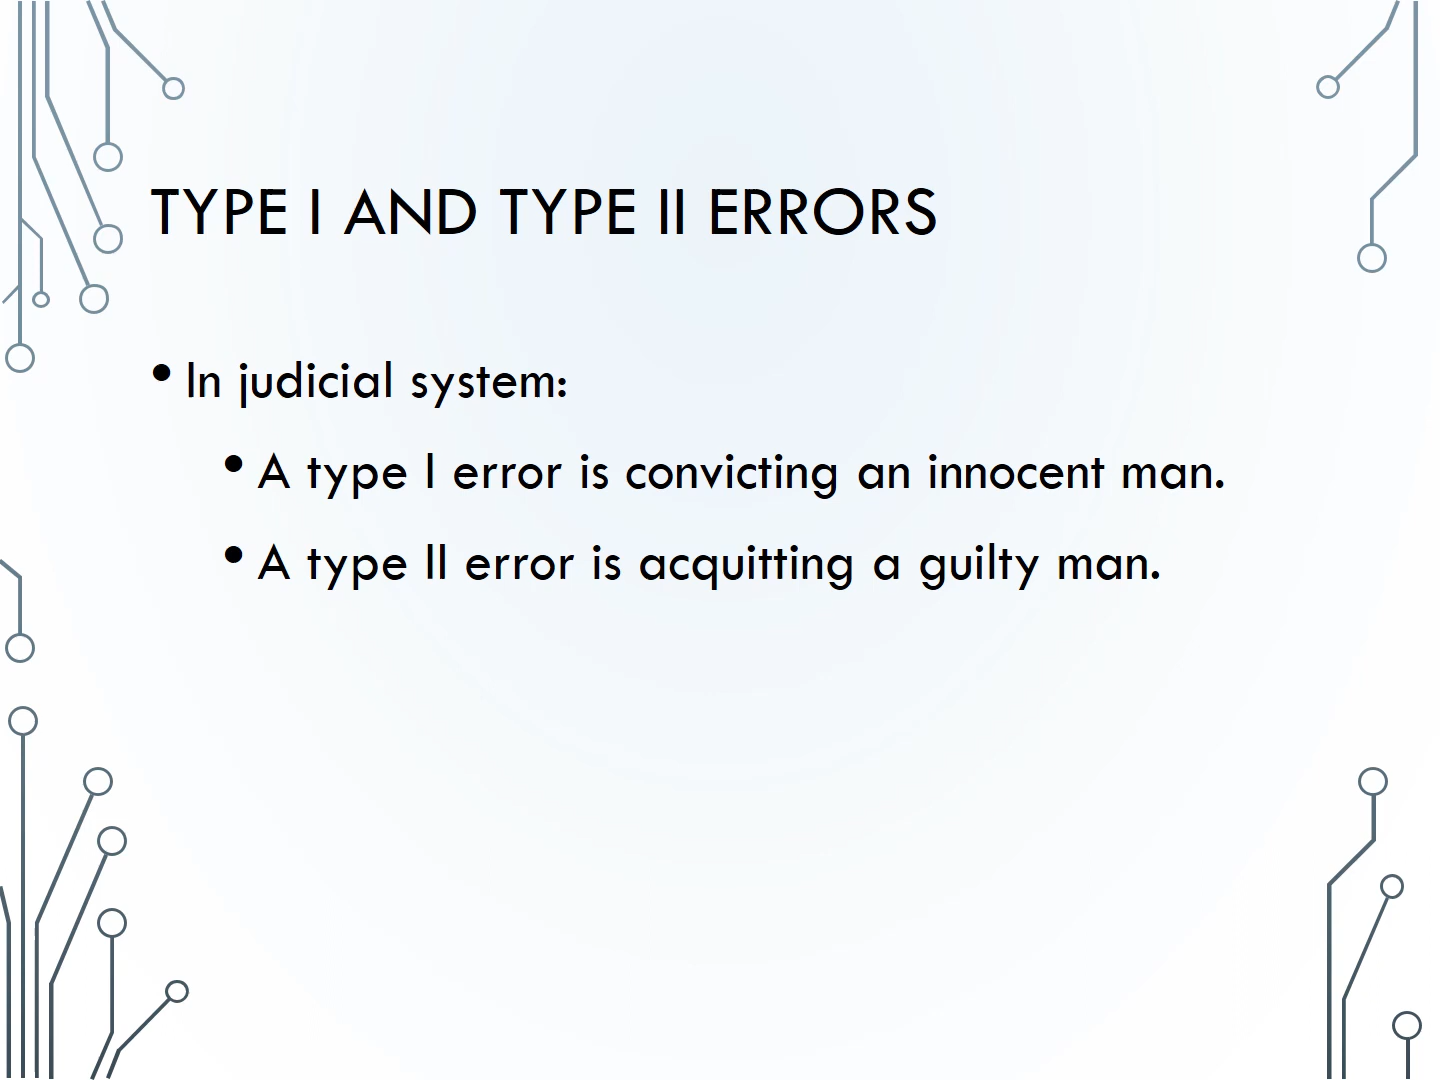 TYPE I AND TYPE II ERRORS
• In judicial system:
• A type I error is convicting an innocent man.
• A type II error is acquitting a guilty man.